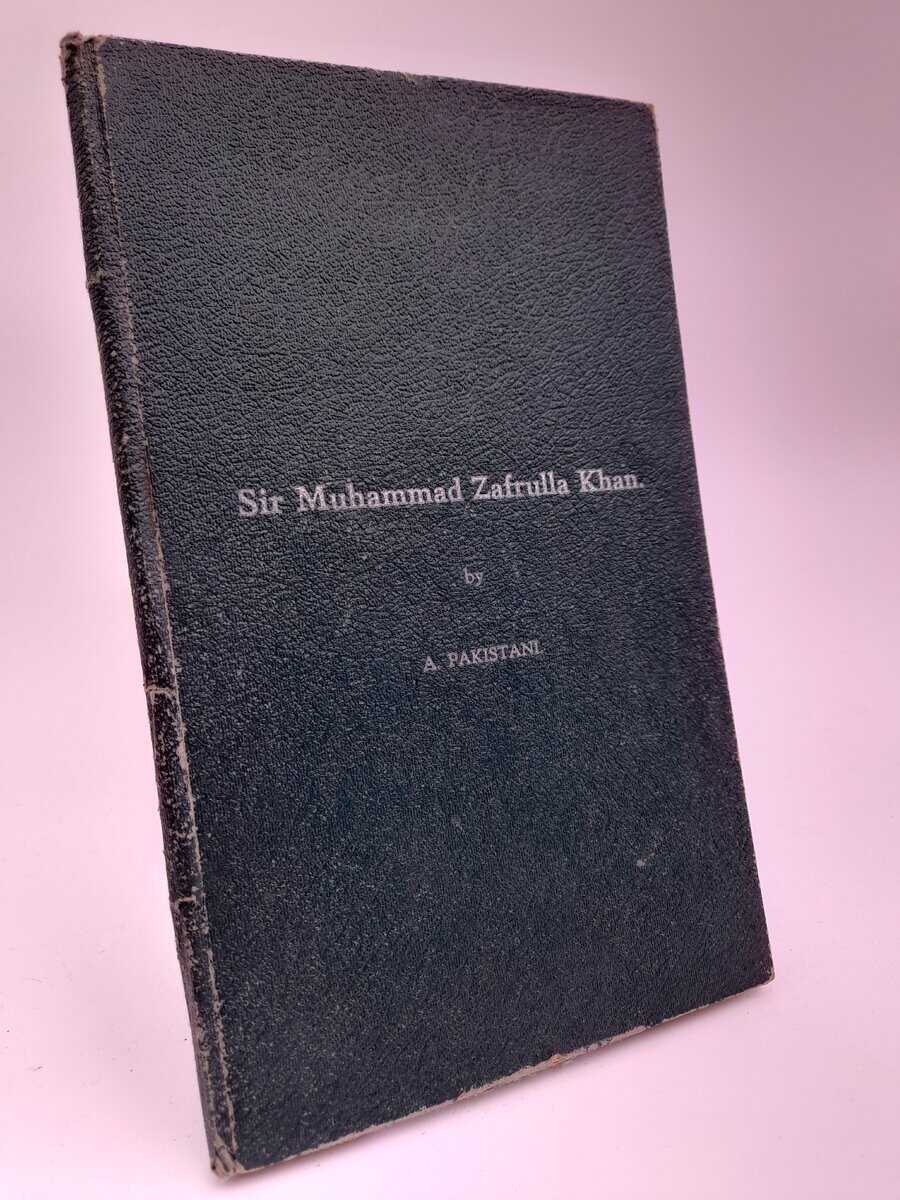 Sir Muhammad Zafrulla Khan.
by
A. PAKISTANI.